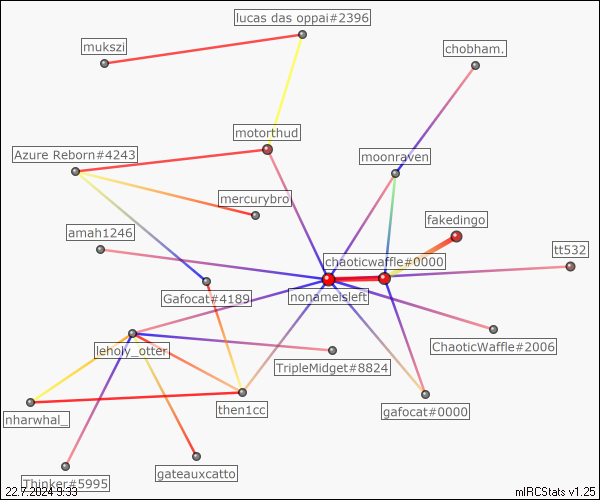 lucas das oppai#2396
mukszi
chobham.
motorthud
Azure Reborn#4243
moonraven
mercurybro
fakedingo
amah1246
tt532
chaoticwaffle#0000
Gafocat#4189
nonameisleft
leholy_otter
ChaoticWaffle#2006
TripleMidget#8824
then1cc
gafocat#0000
nharwhal_
gateauxcatto
Thinker#5995
22.7.2024 9:33
mIRCStats v1.25